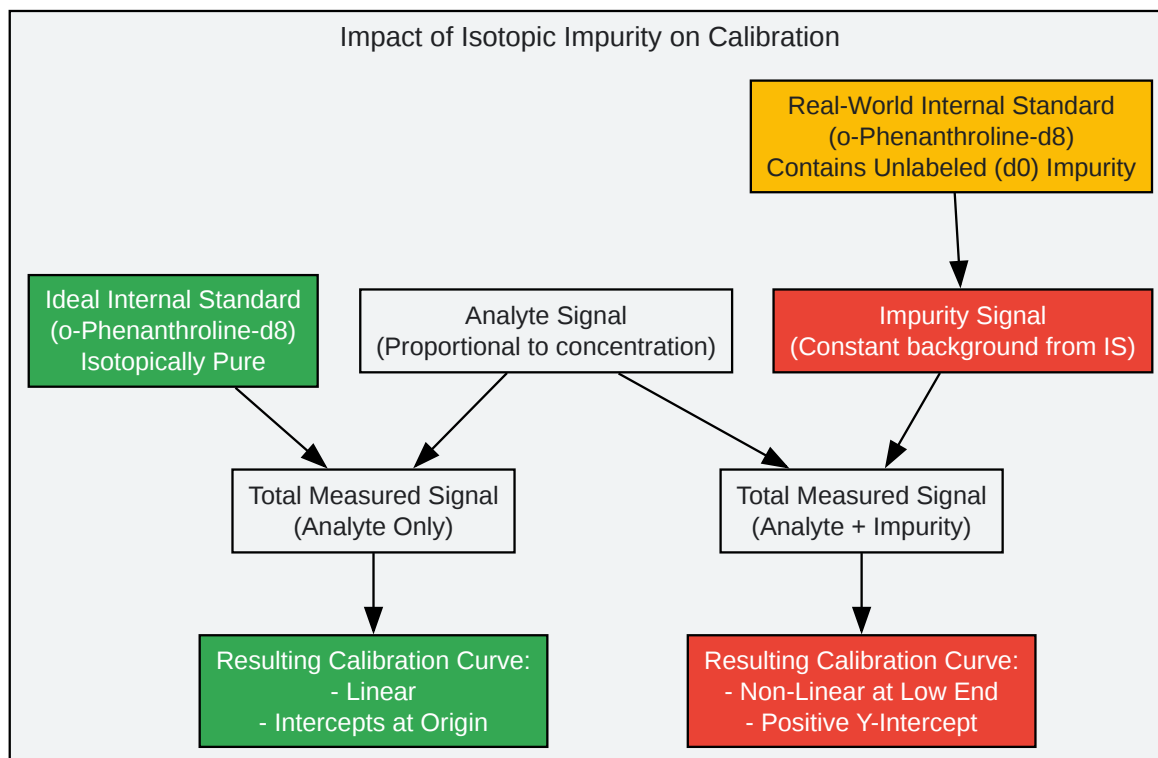 Impact of Isotopic Impurity on Calibration
Real-World Internal Standard
(o-Phenanthroline-d8)
Contains Unlabeled (d0) Impurity
Ideal Internal Standard
(o-Phenanthroline-d8)
Isotopically Pure
Analyte Signal
(Proportional to concentration)
Impurity Signal
(Constant background from IS)
Total Measured Signal
(Analyte Only)
Total Measured Signal
(Analyte + Impurity)
Resulting Calibration Curve:
- Linear
- Intercepts at Origin
Resulting Calibration Curve:
- Non-Linear at Low End
- Positive Y-Intercept